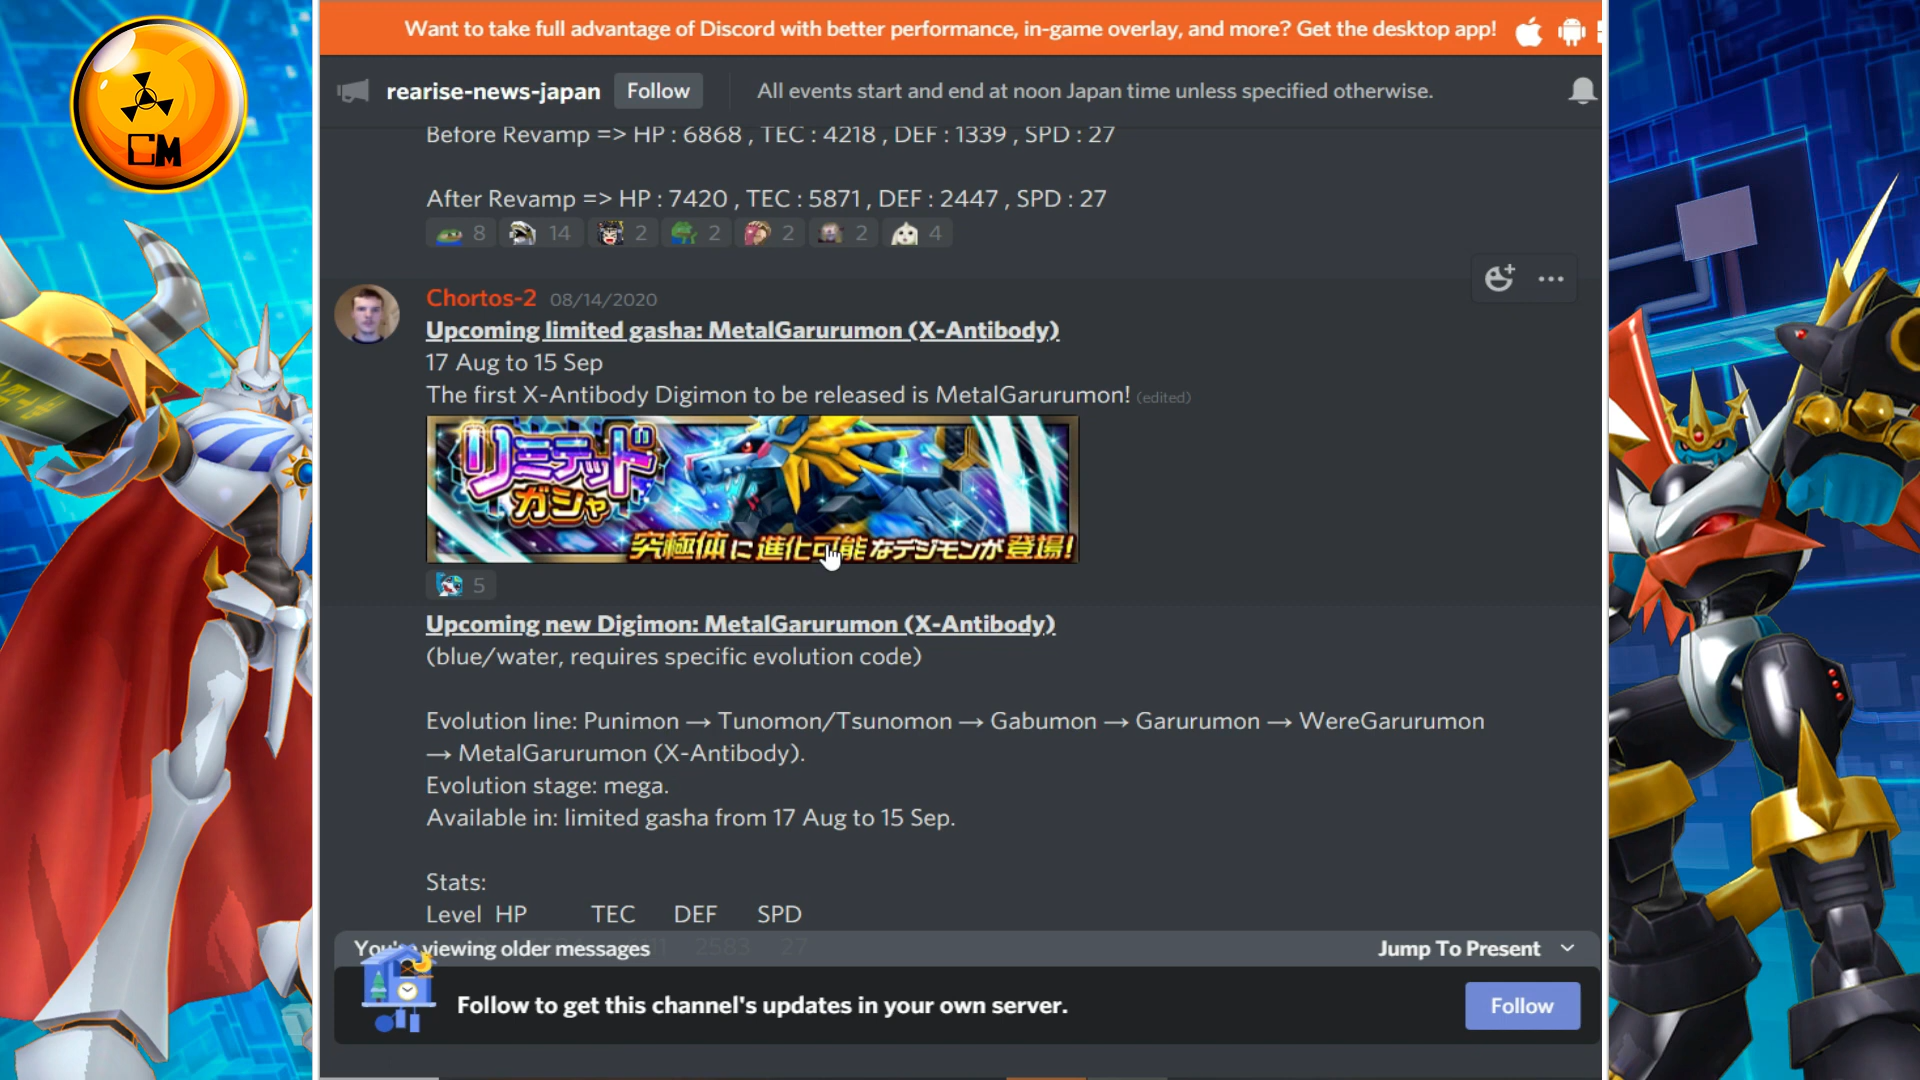 Want to take full advantage of Discord with better performance, in-game overlay, and more? Get the desktop app!
rearise-news-japan
Follow
All events start and end at noon Japan time unless specified otherwise.
CM
Before Revamp => HP : 6868 , TEC : 4218 , DEF : 1339 , SPD : 27
After Revamp => HP : 7420 , TEC : 5871 , DEF : 2447 , SPD : 27
8 14 2 2 2 2 4
Chortos-2 08/14/2020
Upcoming limited gasha: MetalGarurumon (X-Antibody)
17 Aug to 15 Sep
The first X-Antibody Digimon to be released is MetalGarurumon! (edited)
リミテッド
ガシャ
究極体に進化可能なデジモンが登場!
5
Upcoming new Digimon: MetalGarurumon (X-Antibody)
(blue/water, requires specific evolution code)
Evolution line: Punimon → Tunomon/Tsunomon → Gabumon → Garurumon → WereGarurumon
→ MetalGarurumon (X-Antibody).
Evolution stage: mega.
Available in: limited gasha from 17 Aug to 15 Sep.
Stats:
Level HP TEC DEF SPD
2583 27
You're viewing older messages
Jump To Present
Follow to get this channel's updates in your own server.
Follow